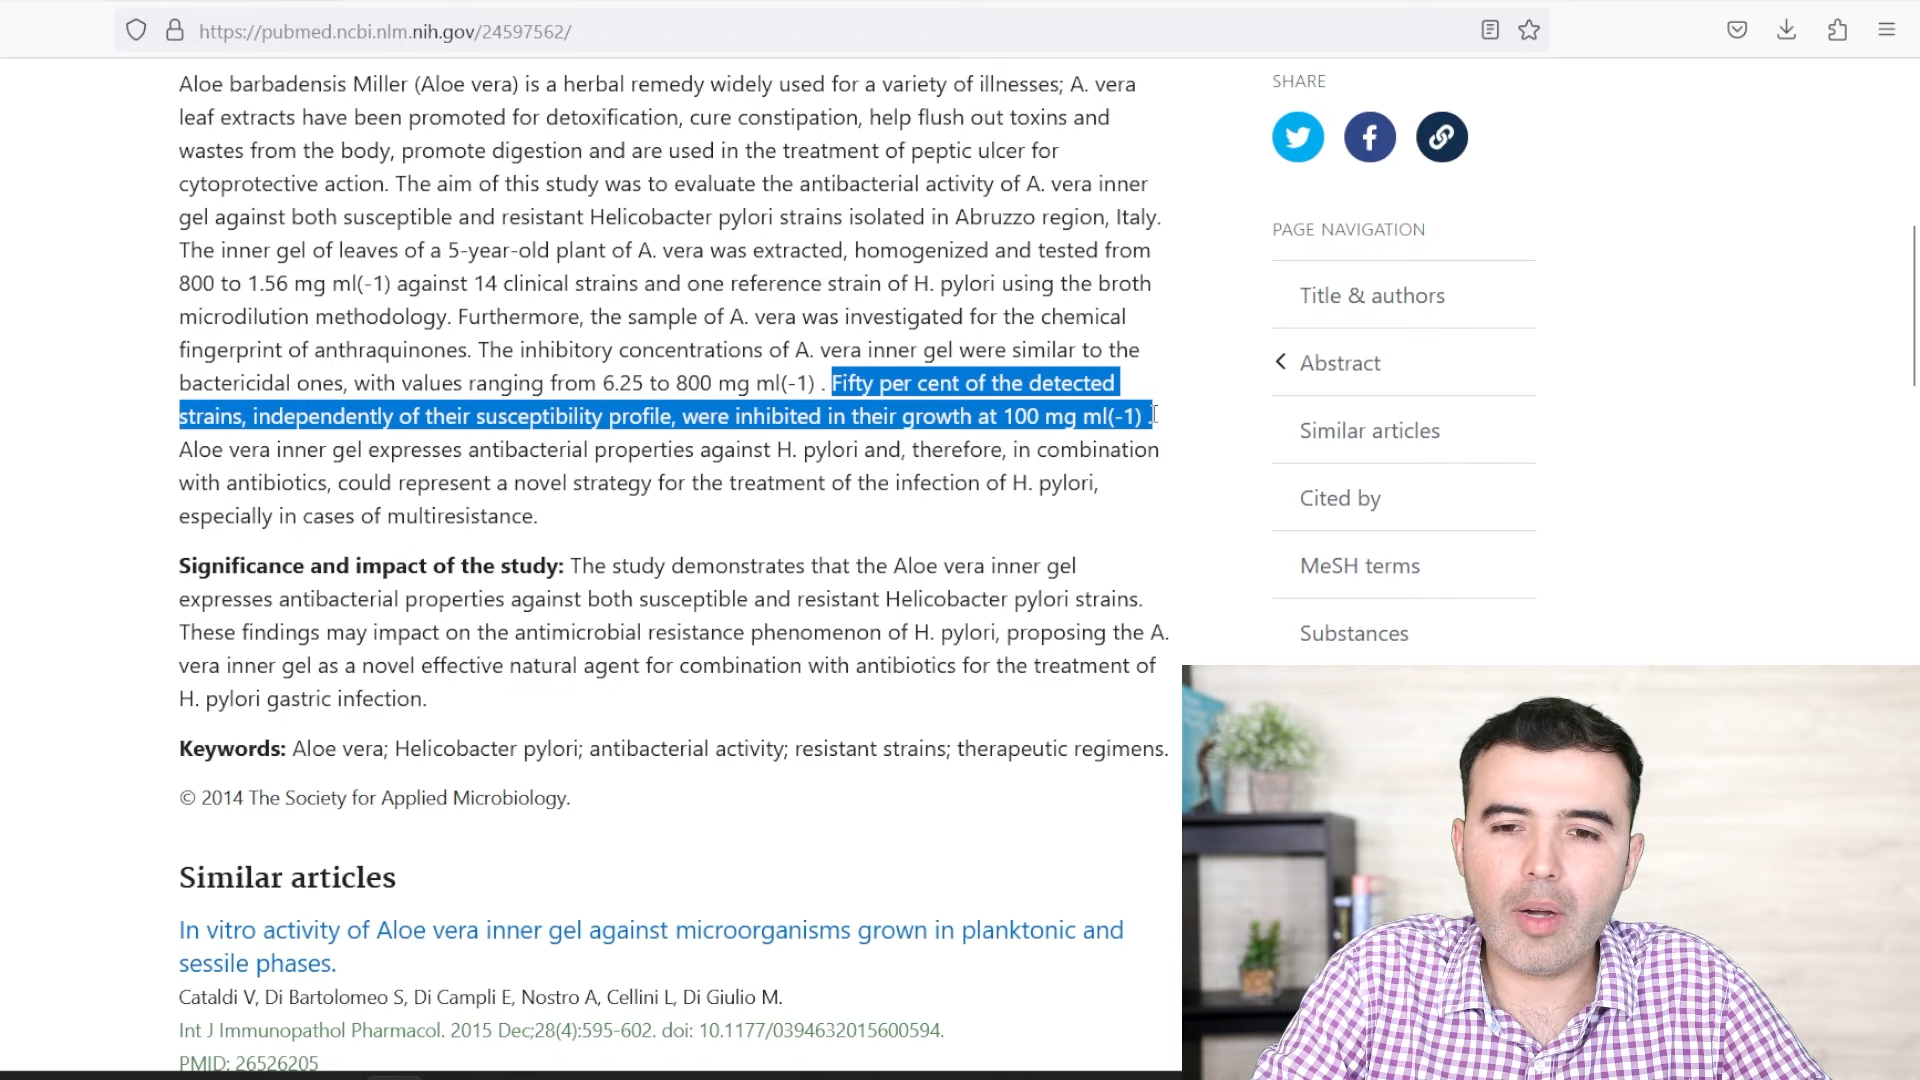 https://pubmed.ncbi.nlm.nih.gov/24597562/
Aloe barbadensis Miller (Aloe vera) is a herbal remedy widely used for a variety of illnesses; A. vera
leaf extracts have been promoted for detoxification, cure constipation, help flush out toxins and
wastes from the body, promote digestion and are used in the treatment of peptic ulcer for
cytoprotective action. The aim of this study was to evaluate the antibacterial activity of A. vera inner
gel against both susceptible and resistant Helicobacter pylori strains isolated in Abruzzo region, Italy.
The inner gel of leaves of a 5-year-old plant of A. vera was extracted, homogenized and tested from
800 to 1.56 mg ml(-1) against 14 clinical strains and one reference strain of H. pylori using the broth
microdilution methodology. Furthermore, the sample of A. vera was investigated for the chemical
fingerprint of anthraquinones. The inhibitory concentrations of A. vera inner gel were similar to the
bactericidal ones, with values ranging from 6.25 to 800 mg ml(-1) . Fifty per cent of the detected
strains, independently of their susceptibility profile, were inhibited in their growth at 100 mg ml(-1) .
Aloe vera inner gel expresses antibacterial properties against H. pylori and, therefore, in combination
with antibiotics, could represent a novel strategy for the treatment of the infection of H. pylori,
especially in cases of multiresistance.
Significance and impact of the study: The study demonstrates that the Aloe vera inner gel
expresses antibacterial properties against both susceptible and resistant Helicobacter pylori strains.
These findings may impact on the antimicrobial resistance phenomenon of H. pylori, proposing the A.
vera inner gel as a novel effective natural agent for combination with antibiotics for the treatment of
H. pylori gastric infection.
Keywords: Aloe vera; Helicobacter pylori; antibacterial activity; resistant strains; therapeutic regimens.
© 2014 The Society for Applied Microbiology.
Similar articles
In vitro activity of Aloe vera inner gel against microorganisms grown in planktonic and
sessile phases.
Cataldi V, Di Bartolomeo S, Di Campli E, Nostro A, Cellini L, Di Giulio M.
Int J Immunopathol Pharmacol. 2015 Dec;28(4):595-602. doi: 10.1177/0394632015600594.
PMID: 26526205
SHARE
PAGE NAVIGATION
Title & authors
Abstract
Similar articles
Cited by
MeSH terms
Substances